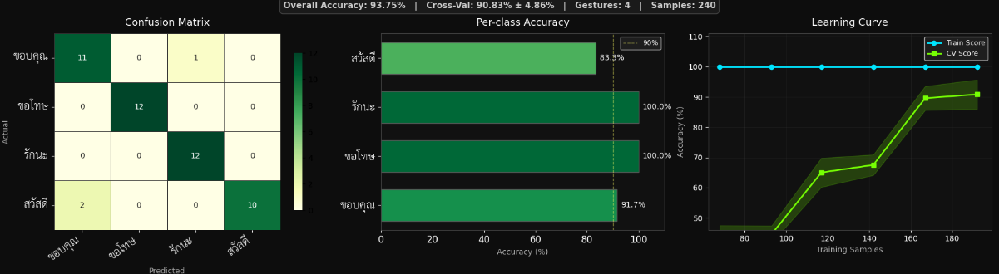 Overall Accuracy: 93.75% | Cross-Val: 90.83% ± 4.86% | Gestures: 4 | Samples: 240
Confusion Matrix
ขอบคุณ 11 0 1 0
ขอโทษ 0 12 0 0
รักนะ 0 0 12 0
สวัสดี 2 0 0 10
Actual
ขอบคุณ ขอโทษ รักนะ สวัสดี
Predicted
12
10
8
6
4
2
0
Per-class Accuracy
90%
สวัสดี 83.3%
รักนะ 100.0%
ขอโทษ 100.0%
ขอบคุณ 91.7%
0 20 40 60 80 100
Accuracy (%)
Learning Curve
Train Score
CV Score
110
100
90
80
70
60
50
Accuracy (%)
80 100 120 140 160 180
Training Samples